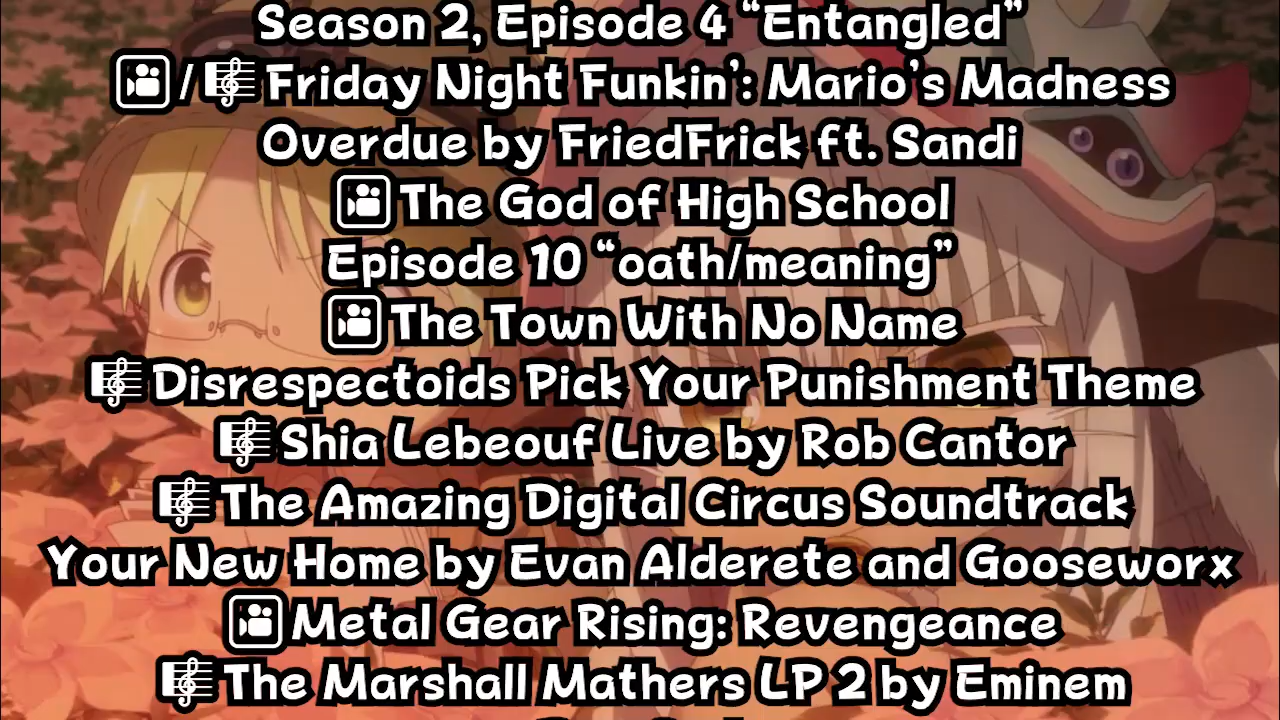 Season 2, Episode 4 “Entangled”
🎦/🎼Friday Night Funkin’: Mario’s Madness
Overdue by FriedFrick ft. Sandi
🎦The God of High School
Episode 10 “oath/meaning”
🎦The Town With No Name
🎼Disrespectoids Pick Your Punishment Theme
🎼Shia Lebeouf Live by Rob Cantor
🎼The Amazing Digital Circus Soundtrack
Your New Home by Evan Alderete and Gooseworx
🎦Metal Gear Rising: Revengeance
🎼The Marshall Mathers LP 2 by Eminem